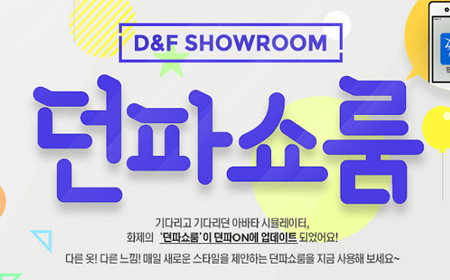 D&F SHOWROOM
던파쇼룸
기다리고 기다리던 아바타 시뮬레이터,
화제의 '던파쇼룸'이 던파ON에 업데이트 되었어요!
다른 옷! 다른 느낌! 매일 새로운 스타일을 제안하는 던파쇼룸을 지금 사용해 보세요~